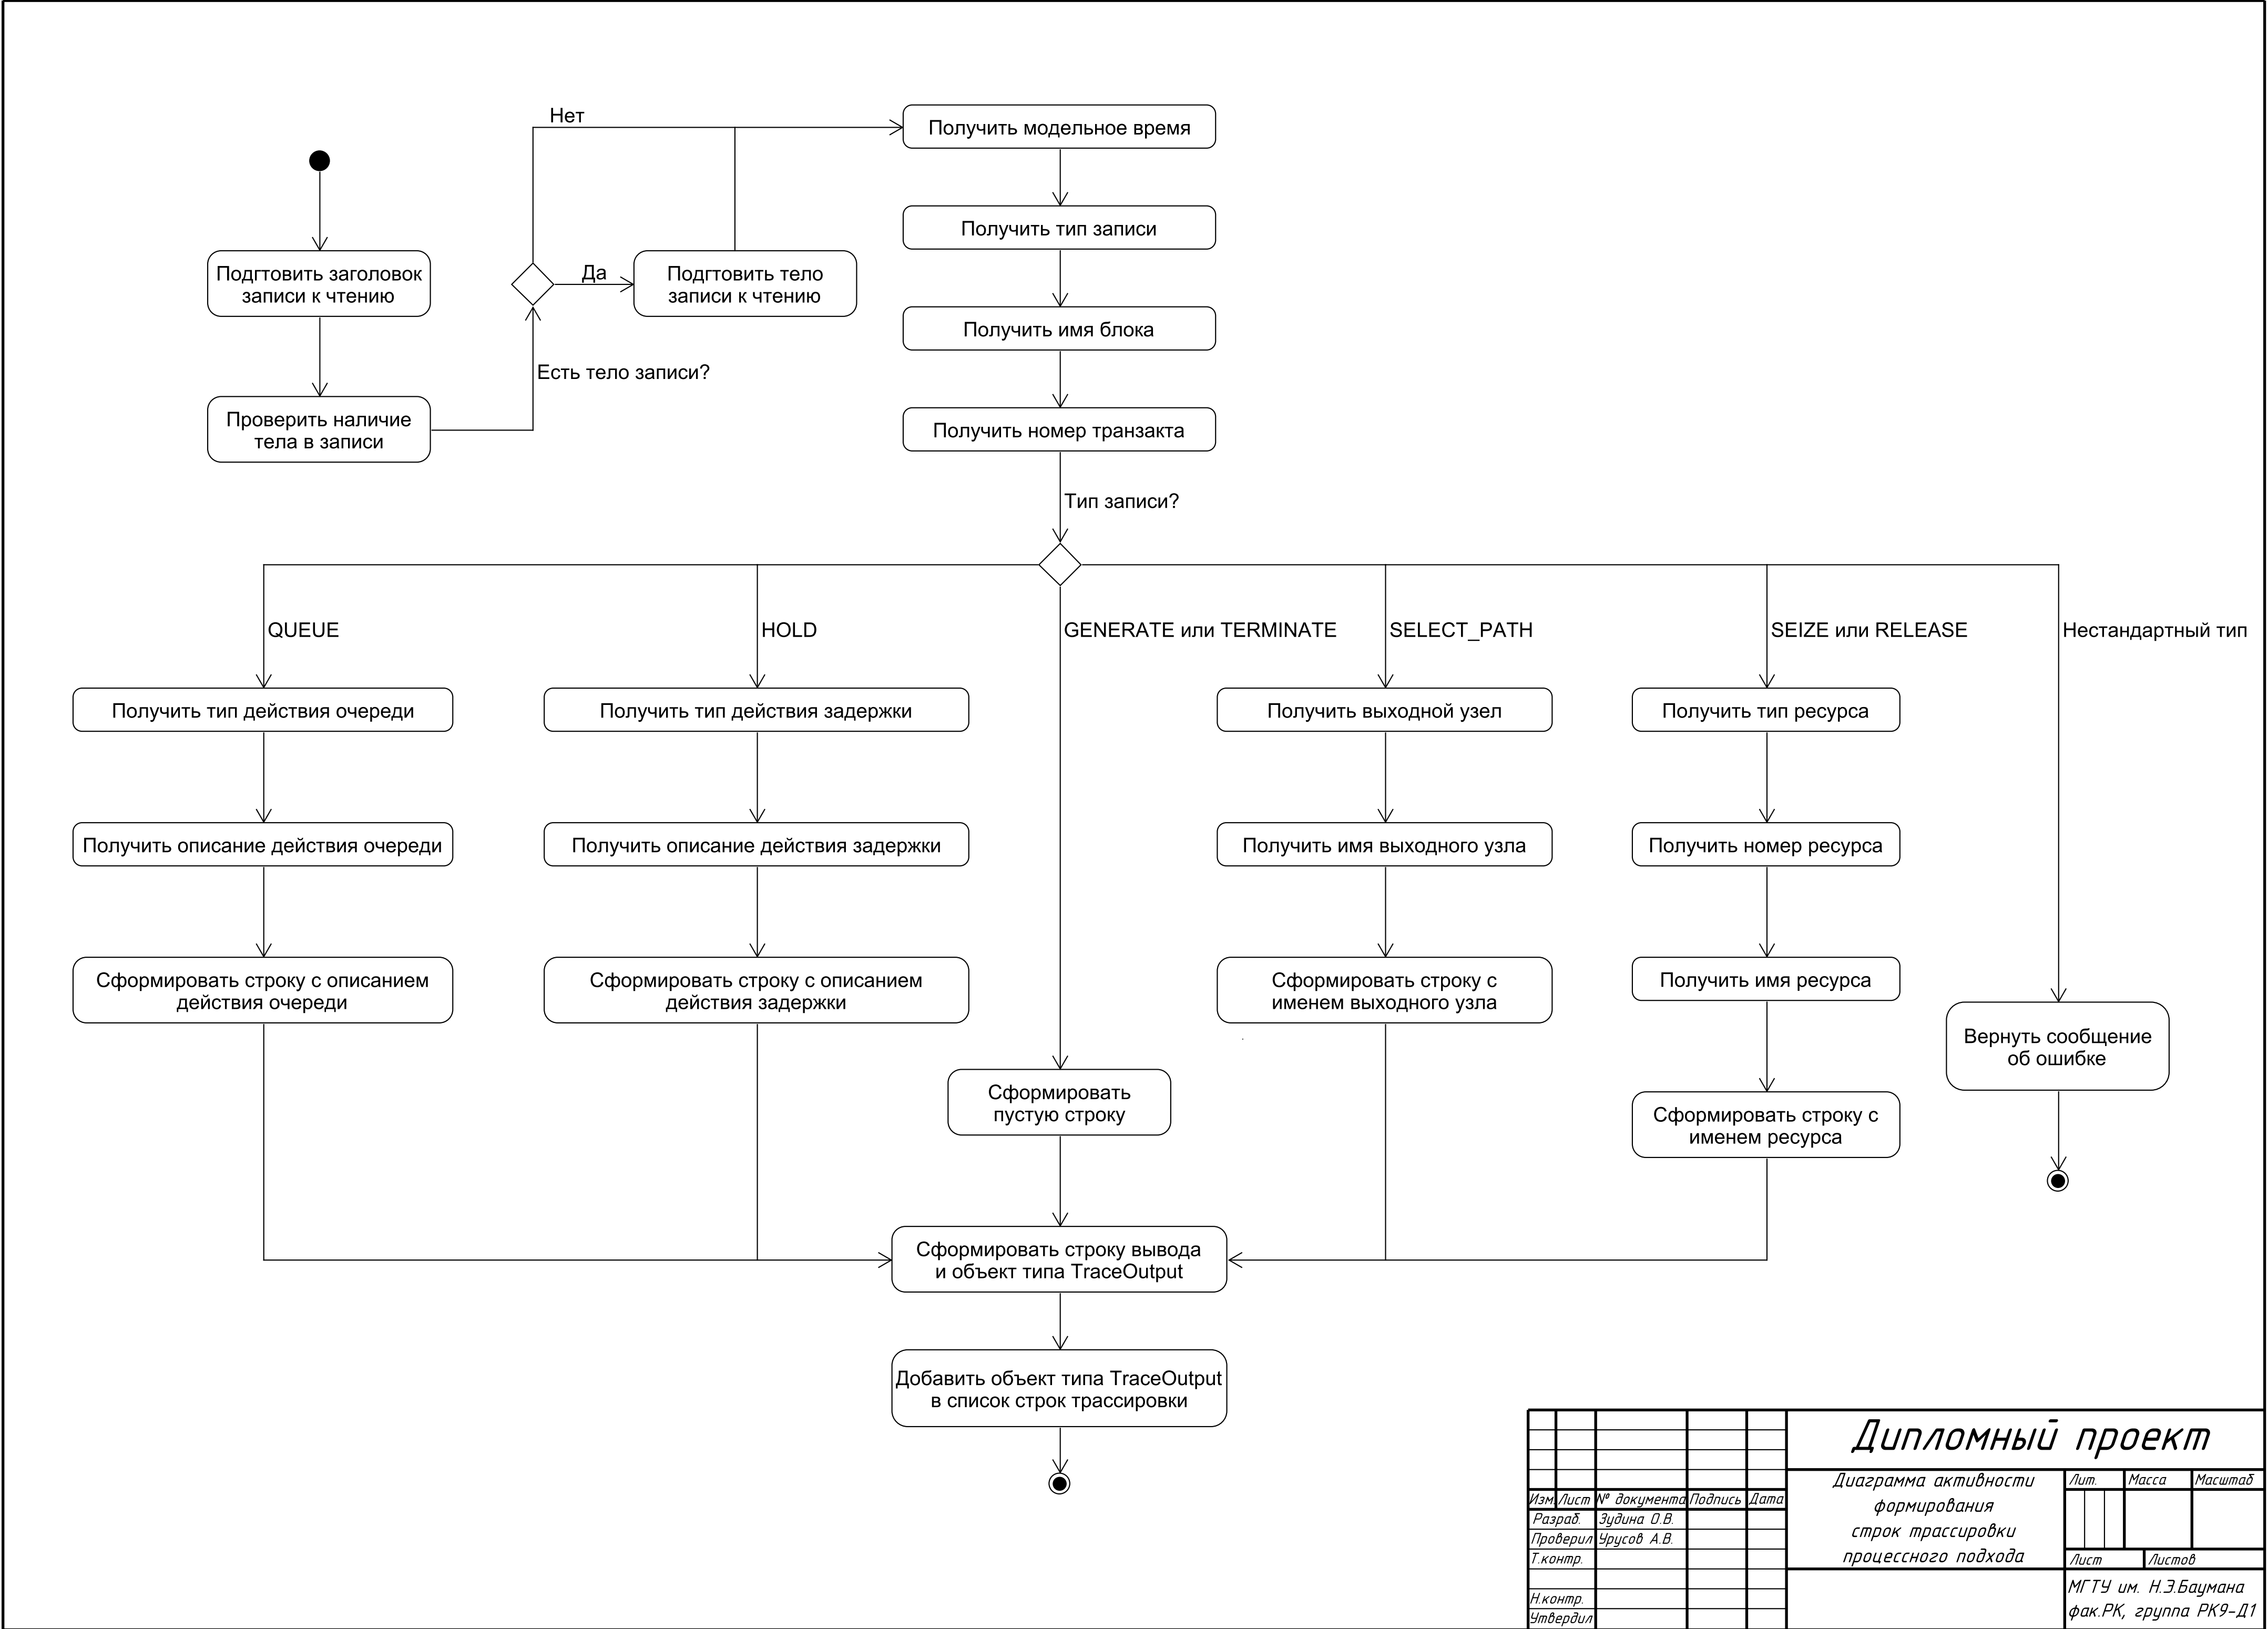 Нет
Получить модельное время
Получить тип записи
Подгтовить заголовок
записи к чтению
Да
Подгтовить тело
записи к чтению
Получить имя блока
Есть тело записи?
Проверить наличие
тела в записи
Получить номер транзакта
Тип записи?
QUEUE
HOLD
GENERATE или TERMINATE
SELECT_PATH
SEIZE или RELEASE
Нестандартный тип
Получить тип действия очереди
Получить тип действия задержки
Получить выходной узел
Получить тип ресурса
Получить описание действия очереди
Получить описание действия задержки
Получить имя выходного узла
Получить номер ресурса
Сформировать строку с описанием
действия очереди
Сформировать строку с описанием
действия задержки
Сформировать строку с
именем выходного узла
Получить имя ресурса
Вернуть сообщение
об ошибке
Сформировать
пустую строку
Сформировать строку с
именем ресурса
Сформировать строку вывода
и объект типа TraceOutput
Добавить объект типа TraceOutput
в список строк трассировки
Дипломный проект
Диаграмма активности
формирования
строк трассировки
процессного подхода
Лит. Масса Масштаб
Изм. Лист № документа Подпись Дата
Разраб. Зудина О.В.
Проверил Урусов А.В.
Т.контр.
Лист Листов
Н.контр.
Утвердил
МГТУ им. Н.Э.Баумана
фак.РК, группа РК9-Д1